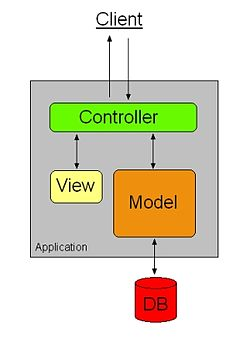 Client
Controller
View
Model
Application
DB